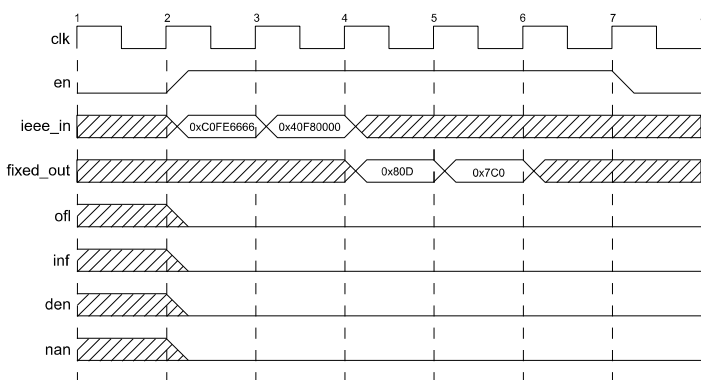 1 2 3 4 5 6 7
clk
en
ieee_in 0xC0FE6666 0x40F80000
fixed_out 0x80D 0x7C0
ofl
inf
den
nan